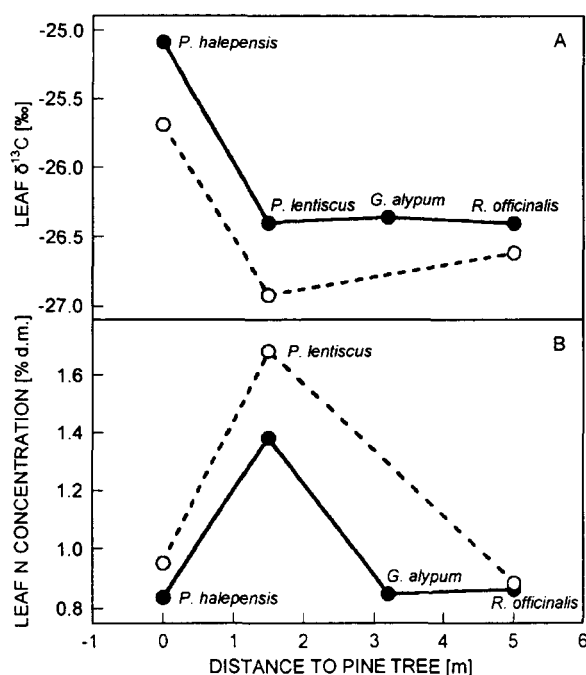 A
LEAF δ¹³C [‰]
-25.0
-25.5
-26.0
-26.5
-27.0
P. halepensis
P. lentiscus
G. alypum
R. officinalis
B
LEAF N CONCENTRATION [% d.m.]
1.6
1.4
1.2
1.0
0.8
P. lentiscus
G. alypum
P. halepensis
R. officinalis
-1 0 1 2 3 4 5 6
DISTANCE TO PINE TREE [m]